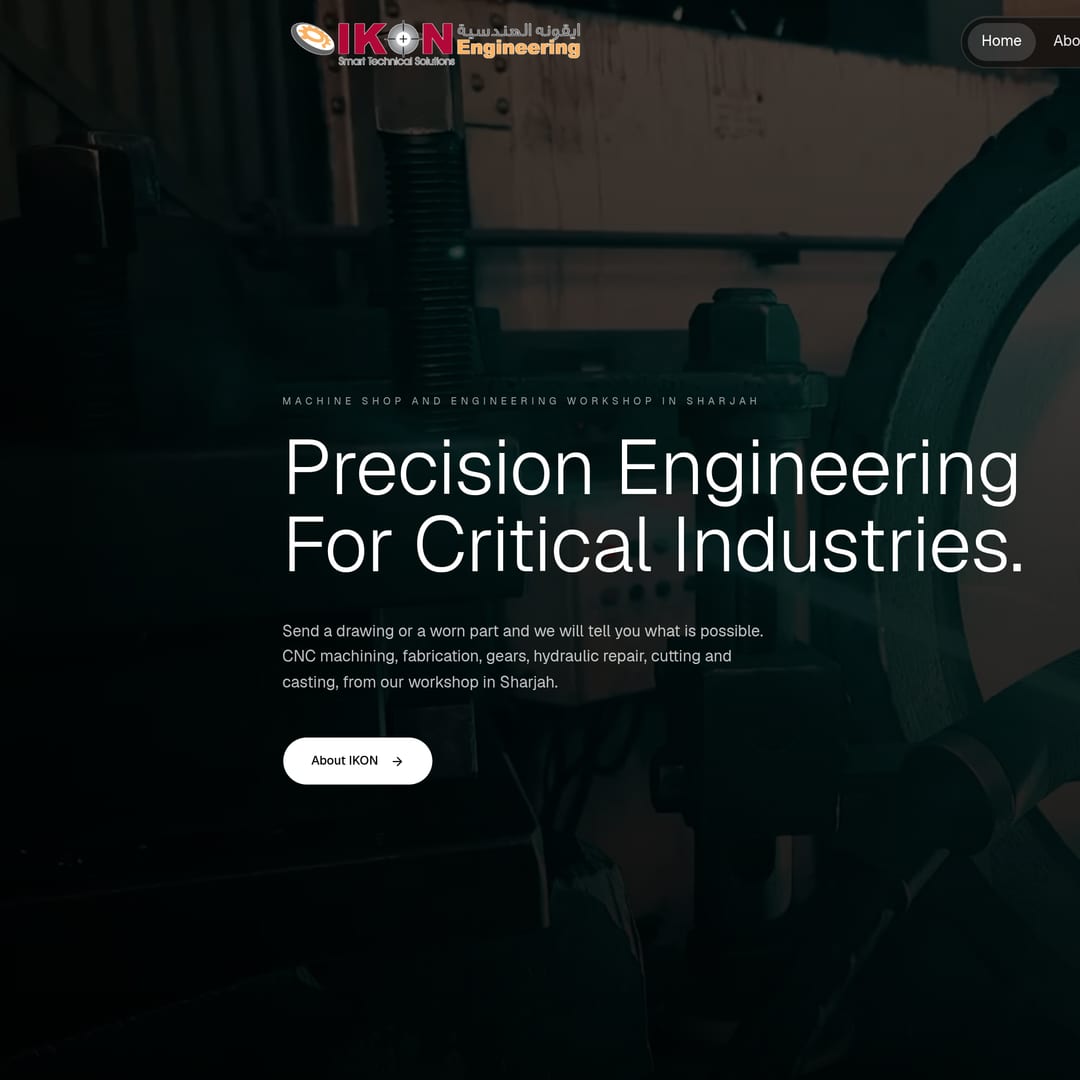 IKON
ايقونه الهندسية
Engineering
Smart Technical Solutions
Home
Abo
MACHINE SHOP AND ENGINEERING WORKSHOP IN SHARJAH
Precision Engineering
For Critical Industries.
Send a drawing or a worn part and we will tell you what is possible.
CNC machining, fabrication, gears, hydraulic repair, cutting and
casting, from our workshop in Sharjah.
About IKON →